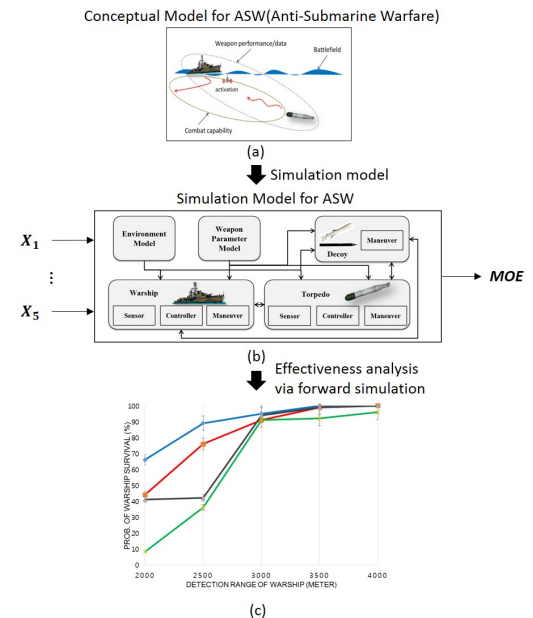 Conceptual Model for ASW(Anti-Submarine Warfare)
Weapon performance/data
Battlefield
activation
Combat capability
(a)
Simulation model
Simulation Model for ASW
X1
⋮
X5
Environment
Model
Weapon
Parameter
Model
Decoy
Maneuver
Warship
Sensor
Controller
Maneuver
Torpedo
Sensor
Controller
Maneuver
MOE
(b)
Effectiveness analysis
via forward simulation
PROB. OF WARSHIP SURVIVAL (%)
100
90
80
70
60
50
40
30
20
10
0
2000 2500 3000 3500 4000
DETECTION RANGE OF WARSHIP (METER)
(c)